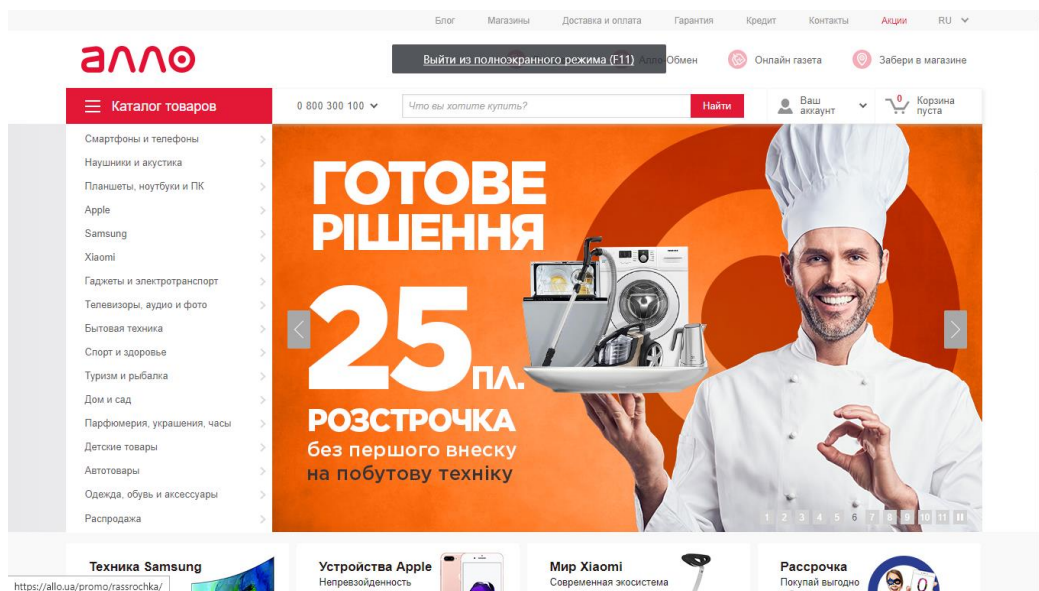 Блог Магазины Доставка и оплата Гарантия Кредит Контакты Акции RU
алло
Выйти из полноэкранного режима (F11)
Обмен Онлайн газета Забери в магазине
Каталог товаров
0 800 300 100
Что вы хотите купить?
Найти
Ваш
аккаунт
0
Корзина
пуста
Смартфоны и телефоны
Наушники и акустика
Планшеты, ноутбуки и ПК
Apple
Samsung
Xiaomi
Гаджеты и электротранспорт
Телевизоры, аудио и фото
Бытовая техника
Спорт и здоровье
Туризм и рыбалка
Дом и сад
Парфюмерия, украшения, часы
Детские товары
Автотовары
Одежда, обувь и аксессуары
Распродажа
ГОТОВЕ
РІШЕННЯ
25 ПЛ.
РОЗСТРОЧКА
без першого внеску
на побутову техніку
1 2 3 4 5 6 7 8 9 10 11
Техника Samsung
Устройства Apple
Непревзойденность
Мир Xiaomi
Современная экосистема
Рассрочка
Покупай выгодно
0
https://allo.ua/promo/rassrochka/